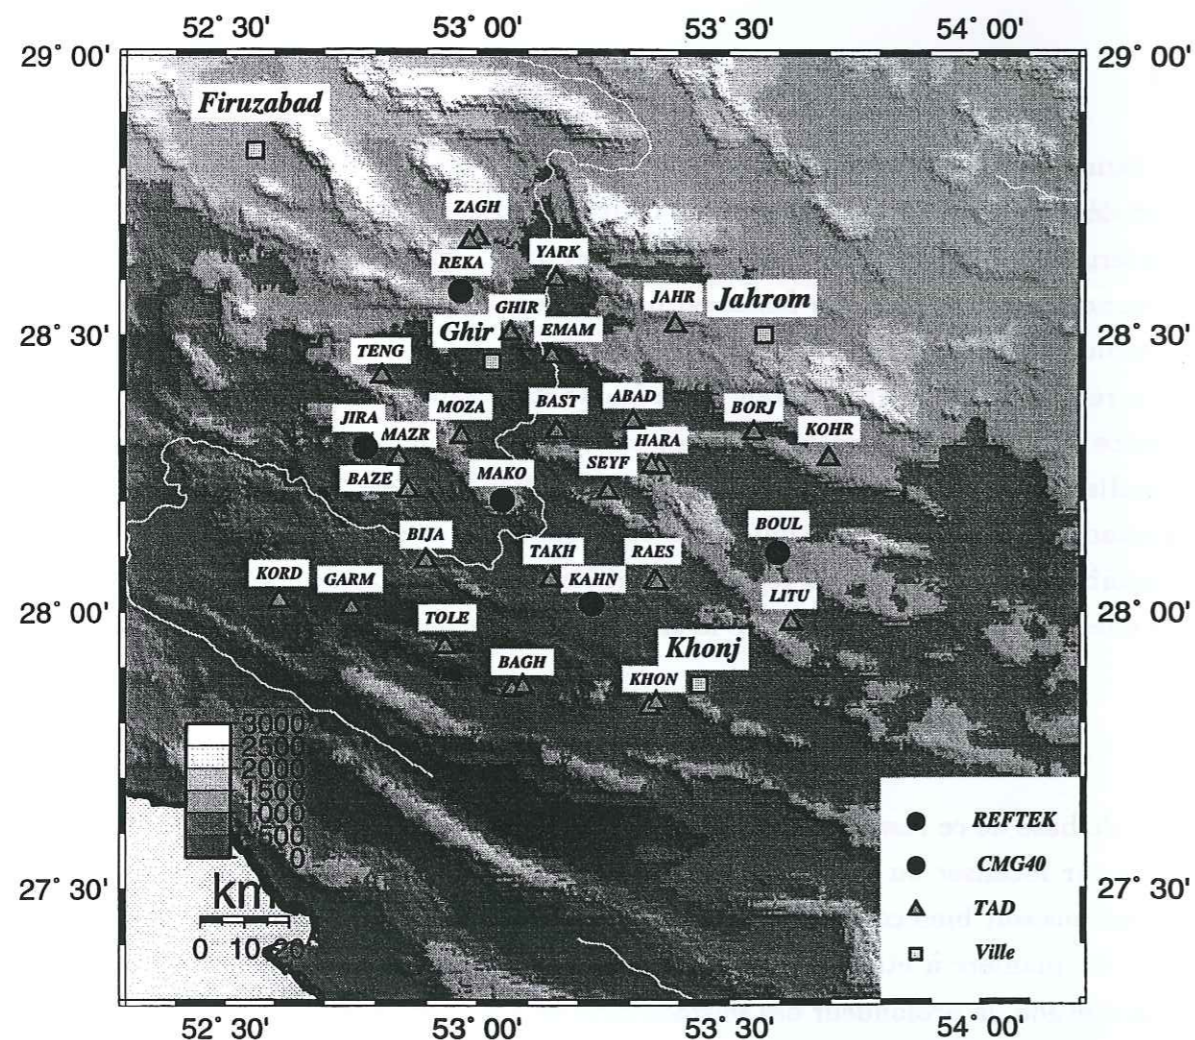 52˚ 30' 53˚ 00' 53˚ 30' 54˚ 00'
29˚ 00' 29˚ 00'
Firuzabad
ZAGH
REKA
YARK
JAHR
Jahrom
GHIR
Ghir
EMAM
28˚ 30' 28˚ 30'
TENG
ABAD
BAST
MOZA
BORJ
JIRA
MAZR
HARA
KOHR
SEYF
BAZE
MAKO
BOUL
BIJA
TAKH
RAES
KORD
GARM
KAHN
LITU
28˚ 00' 28˚ 00'
TOLE
Khonj
BAGH
KHON
3000
2500
2000
1500
1000
500
0
km
0 10 20
REFTEK
CMG40
TAD
Ville
27˚ 30' 27˚ 30'
52˚ 30' 53˚ 00' 53˚ 30' 54˚ 00'